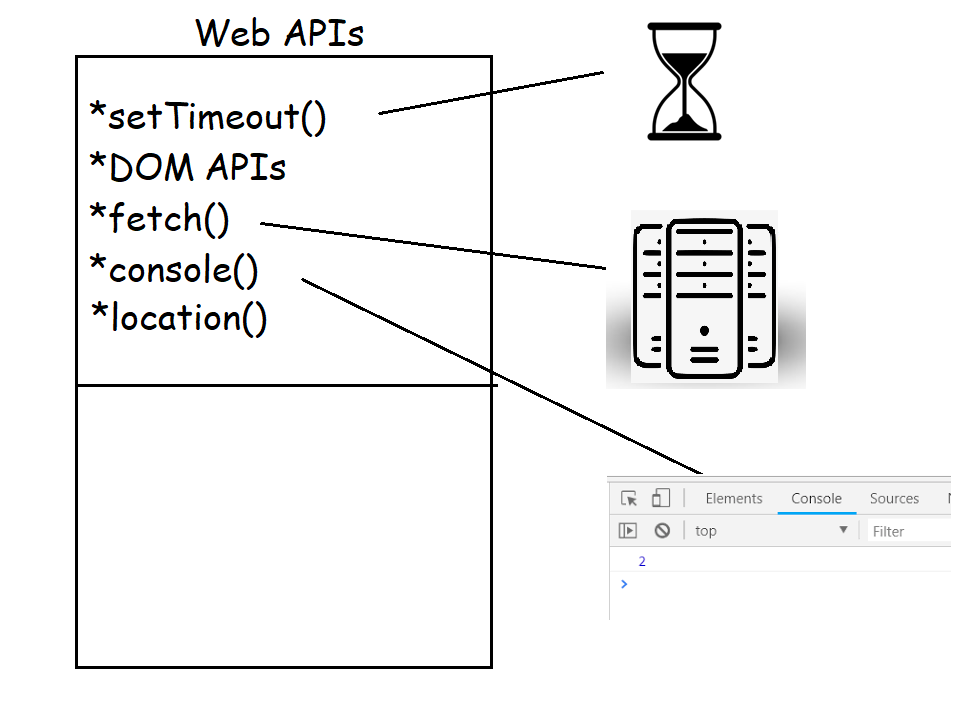 Web APIs
*setTimeout()
*DOM APIs
*fetch()
*console()
*location()
Elements Console Sources
top Filter
2